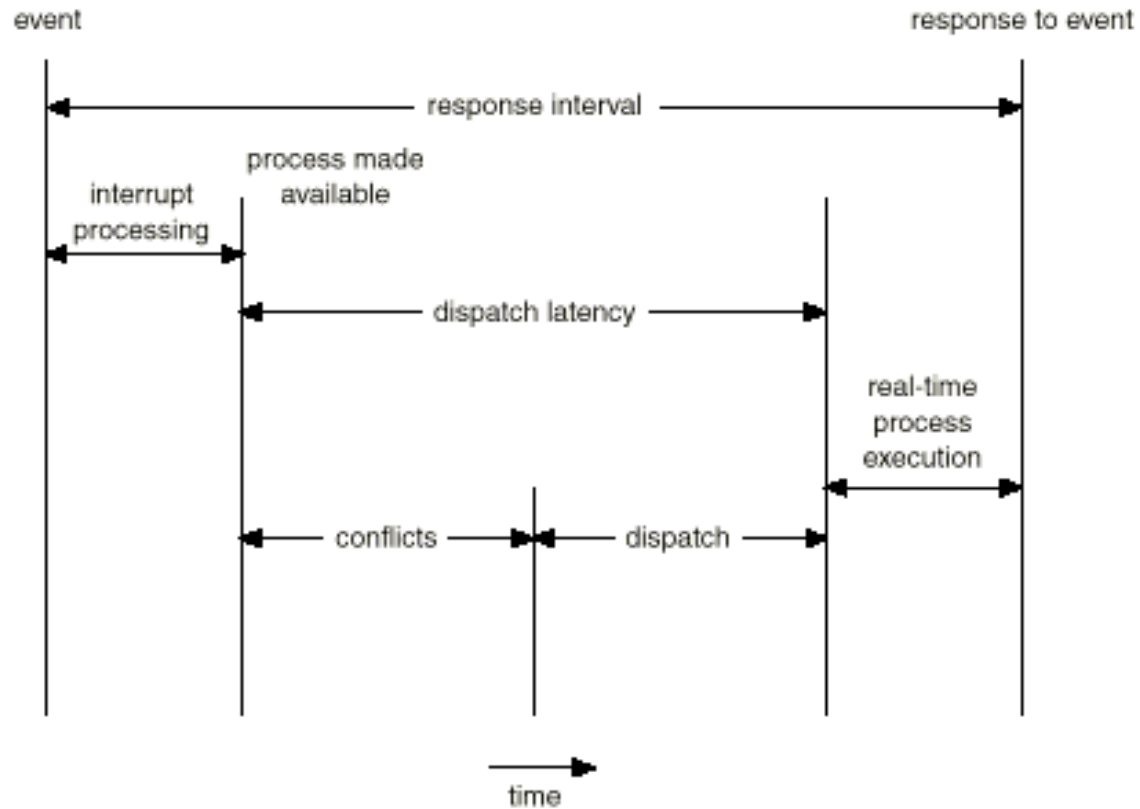 event
response to event
response interval
process made
available
interrupt
processing
dispatch latency
real-time
process
execution
conflicts
dispatch
time